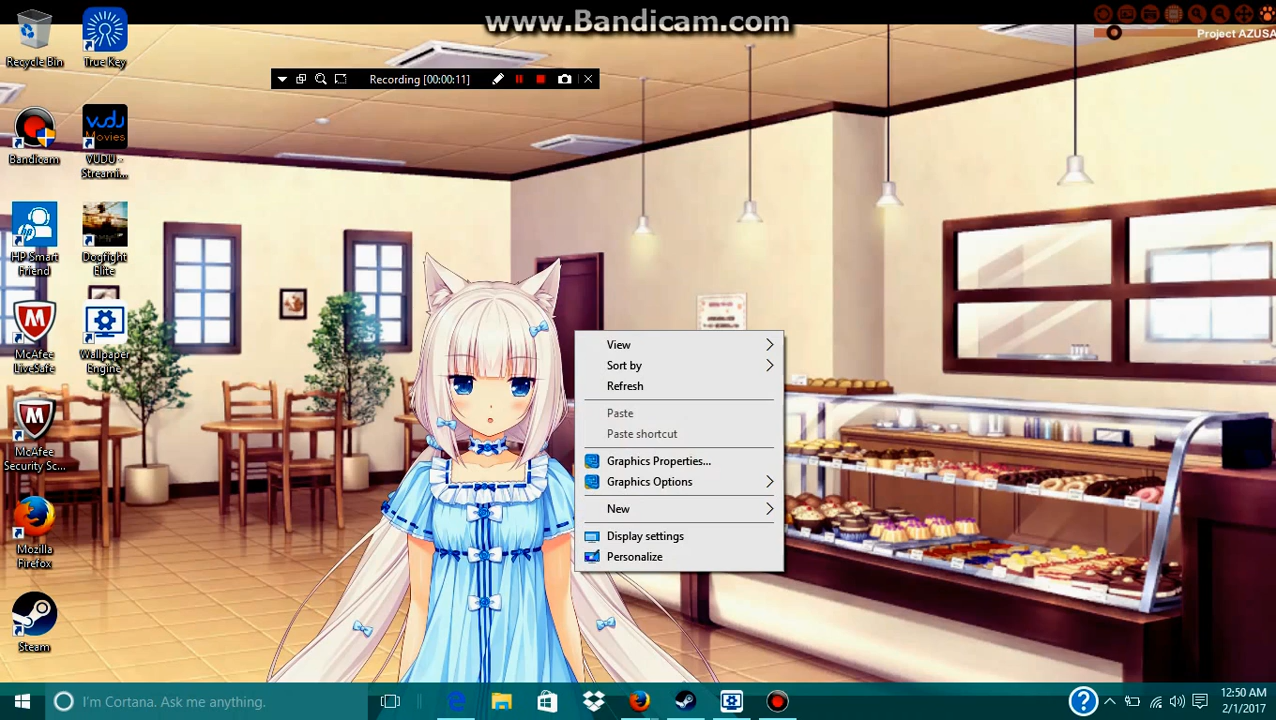 www.Bandicam.com
Project AZUSA
Recording [00:00:11]
Recycle Bin
True Key
Bandicam
vudu
Movies
VUDU -
Streami...
HP Smart
Friend
Dogfight
Elite
McAfee
LiveSafe
Wallpaper
Engine
McAfee
Security Sc...
Mozilla
Firefox
Steam
View
Sort by
Refresh
Paste
Paste shortcut
Graphics Properties...
Graphics Options
New
Display settings
Personalize
I'm Cortana. Ask me anything.
12:50 AM
2/1/2017